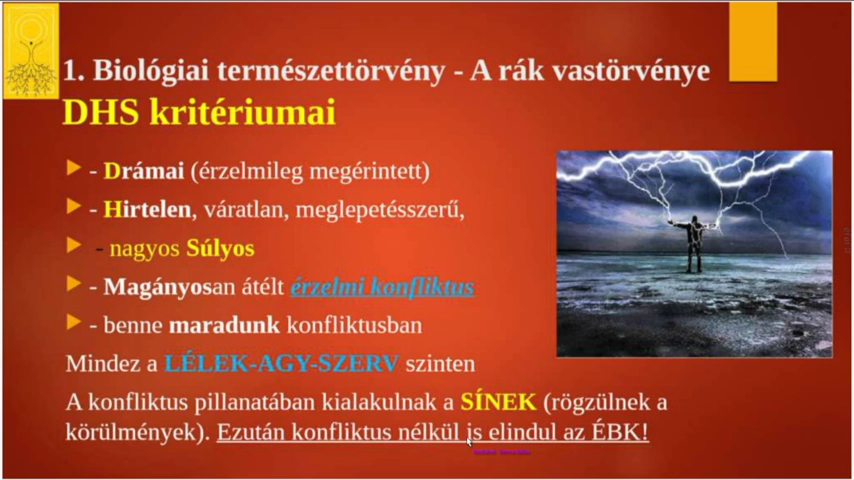 1. Biológiai természettörvény - A rák vastörvénye
DHS kritériumai
- Drámai (érzelmileg megérintett)
- Hirtelen, váratlan, meglepetésszerű,
- nagyos Súlyos
- Magányosan átélt érzelmi konfliktus
- benne maradunk konfliktusban
Mindez a LÉLEK-AGY-SZERV szinten
A konfliktus pillanatában kialakulnak a SÍNEK (rögzülnek a
körülmények). Ezután konfliktus nélkül is elindul az ÉBK!